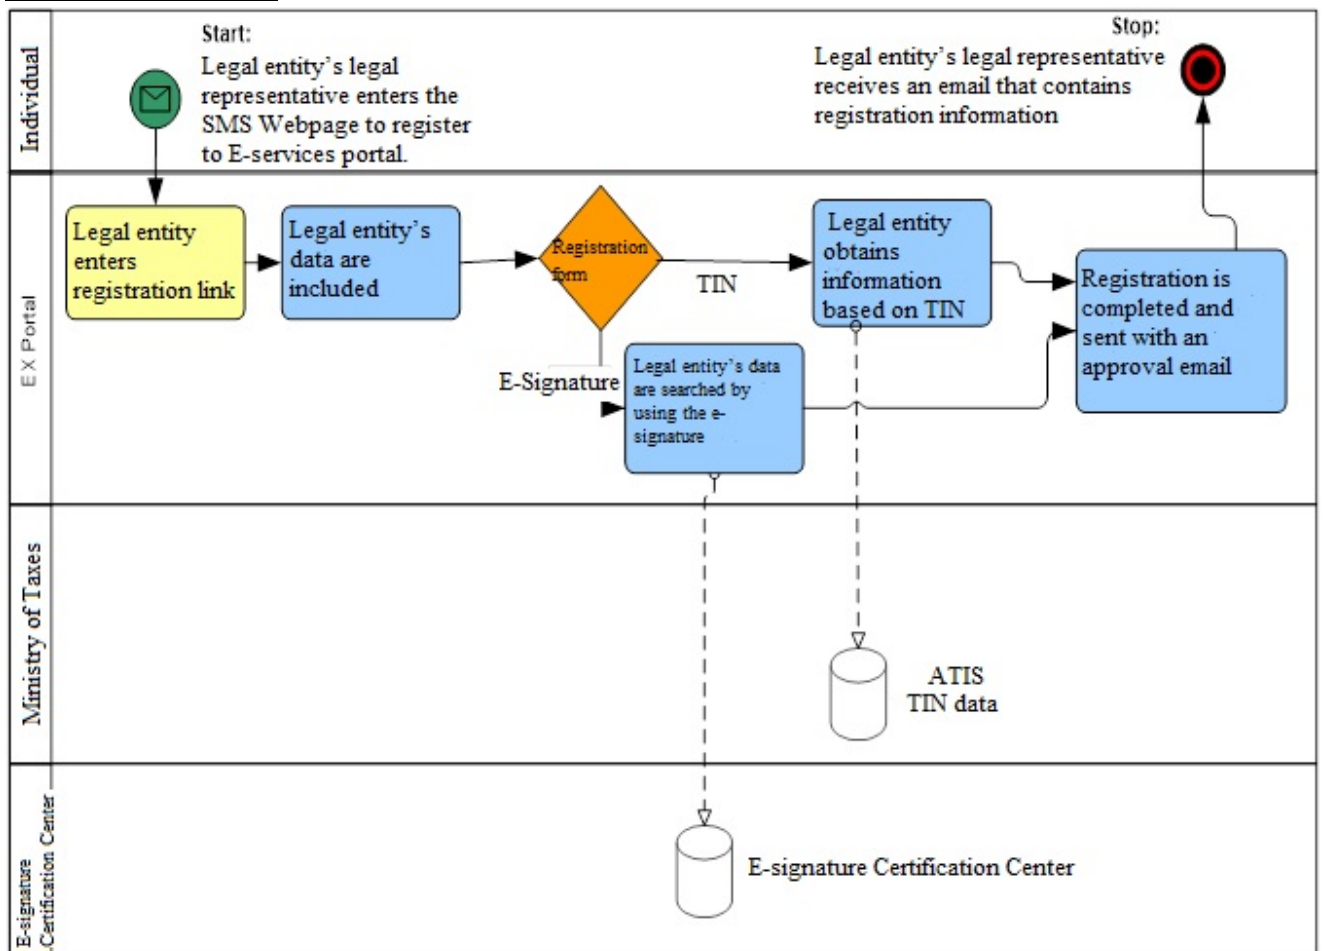 Individual
Start:
Legal entity’s legal
representative enters the
SMS Webpage to register
to E-services portal.
Stop:
Legal entity’s legal representative
receives an email that contains
registration information
EX Portal
Legal entity
enters
registration link
Legal entity’s
data are
included
Registration
form
TIN
Legal entity
obtains
information
based on TIN
Registration is
completed and
sent with an
approval email
E-Signature
Legal entity’s data
are searched by
using the e-
signature
Ministry of Taxes
ATIS
TIN data
E-signature
.Certification Center
E-signature Certification Center